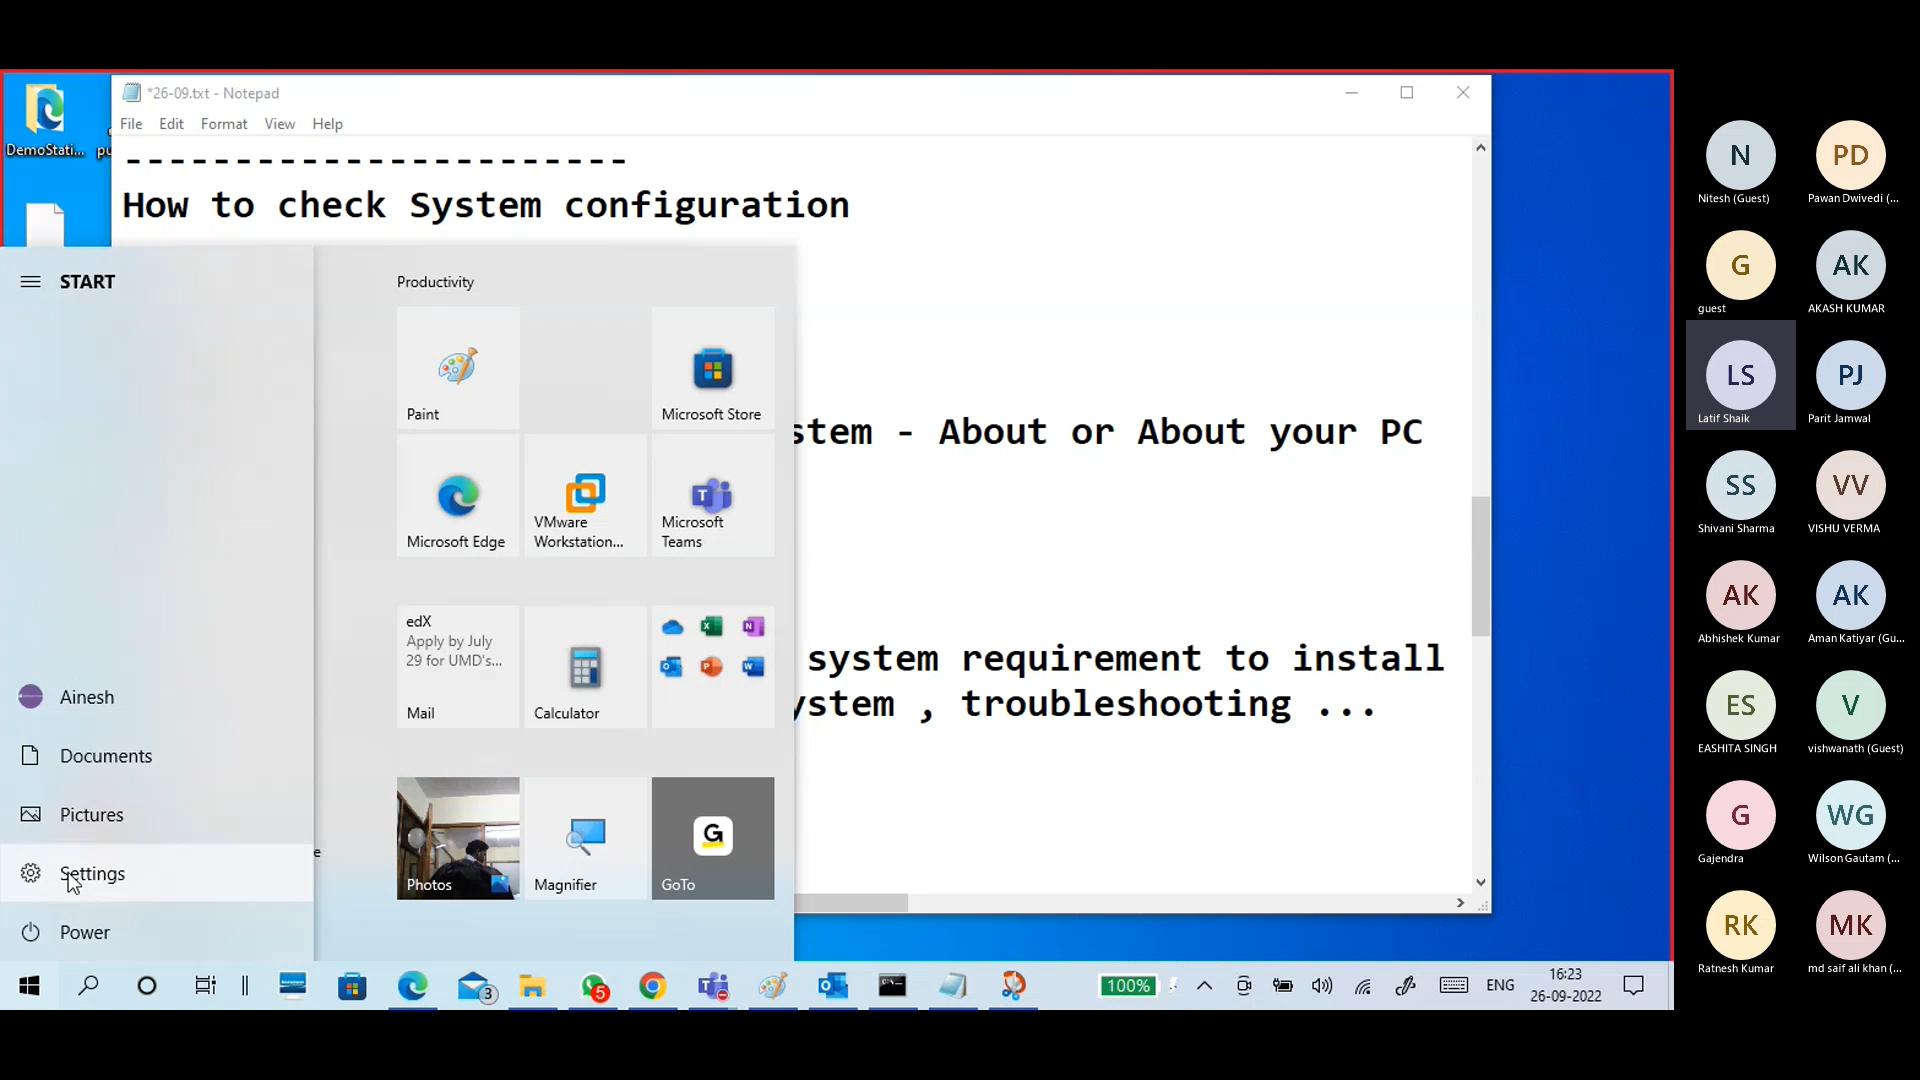 *26-09.txt - Notepad
File Edit Format View Help
DemoStati...
pu
-----------------------
How to check System configuration
stem - About or About your PC
system requirement to install
ystem , troubleshooting ...
START
Ainesh
Documents
Pictures
Settings
Power
e
Productivity
Paint
Microsoft Store
Microsoft Edge
VMware
Workstation...
Microsoft
Teams
edX
Apply by July
29 for UMD's...
Mail
Calculator
Photos
Magnifier
G
GoTo
3
5
100%
ENG
16:23
26-09-2022
N
Nitesh (Guest)
PD
Pawan Dwivedi (...
G
guest
AK
AKASH KUMAR
LS
Latif Shaik
PJ
Parit Jamwal
SS
Shivani Sharma
VV
VISHU VERMA
AK
Abhishek Kumar
AK
Aman Katiyar (Gu...
ES
EASHITA SINGH
V
vishwanath (Guest)
G
Gajendra
WG
Wilson Gautam (...
RK
Ratnesh Kumar
MK
md saif ali khan (...